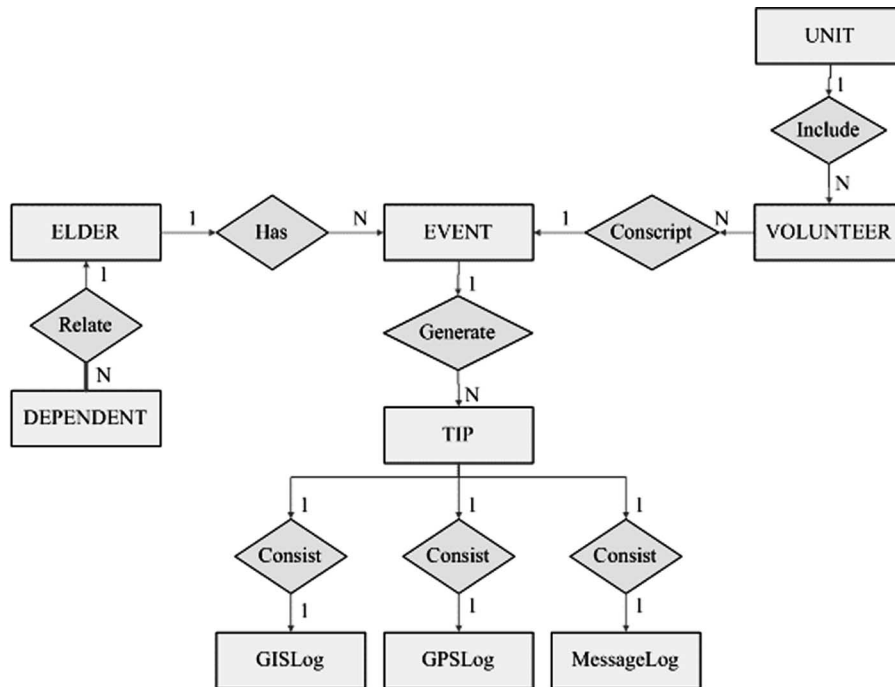 UNIT
1
Include
N
ELDER
1
Has
N
EVENT
1
Conscript
N
VOLUNTEER
1
Relate
N
DEPENDENT
1
Generate
N
TIP
1
1
1
Consist
Consist
Consist
1
1
1
GISLog
GPSLog
MessageLog